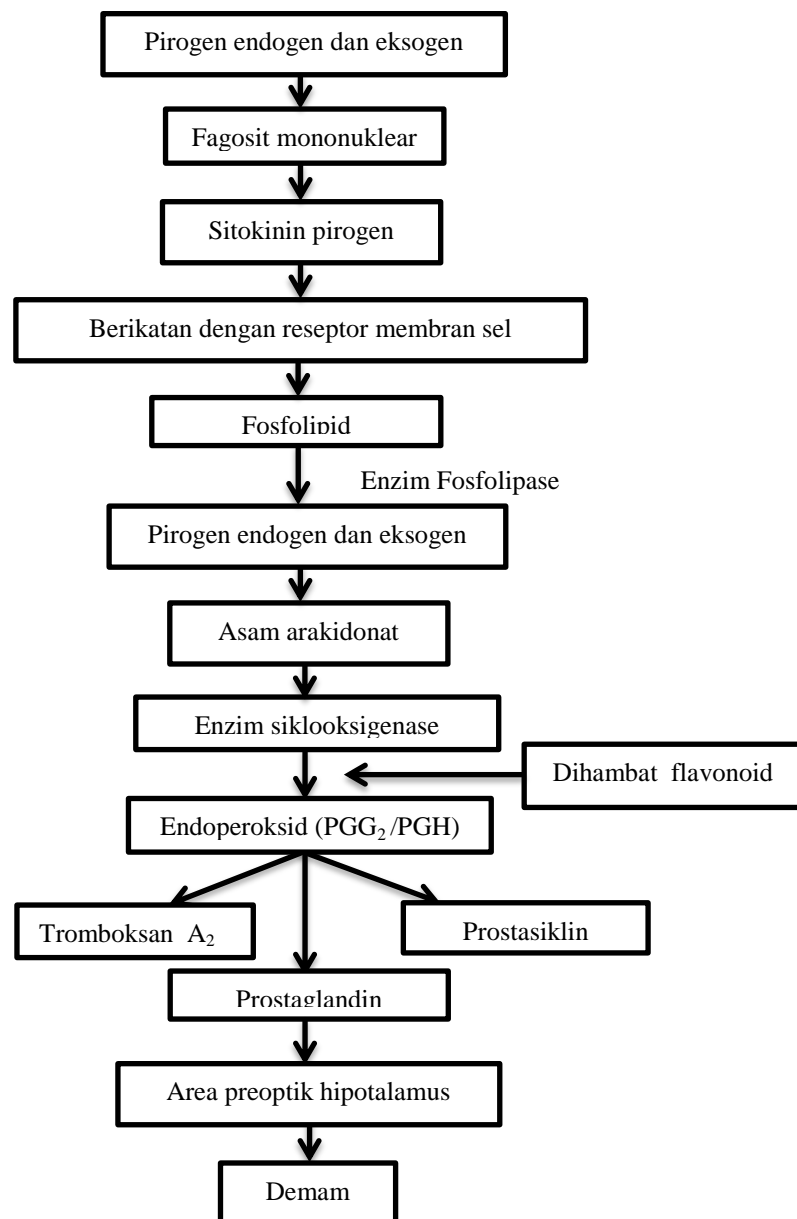 Pirogen endogen dan eksogen
Fagosit mononuklear
Sitokinin pirogen
Berikatan dengan reseptor membran sel
Fosfolipid
Enzim Fosfolipase
Pirogen endogen dan eksogen
Asam arakidonat
Enzim siklooksigenase
Dihambat flavonoid
Endoperoksid (PGG₂/PGH)
Tromboksan A₂
Prostasiklin
Prostaglandin
Area preoptik hipotalamus
Demam